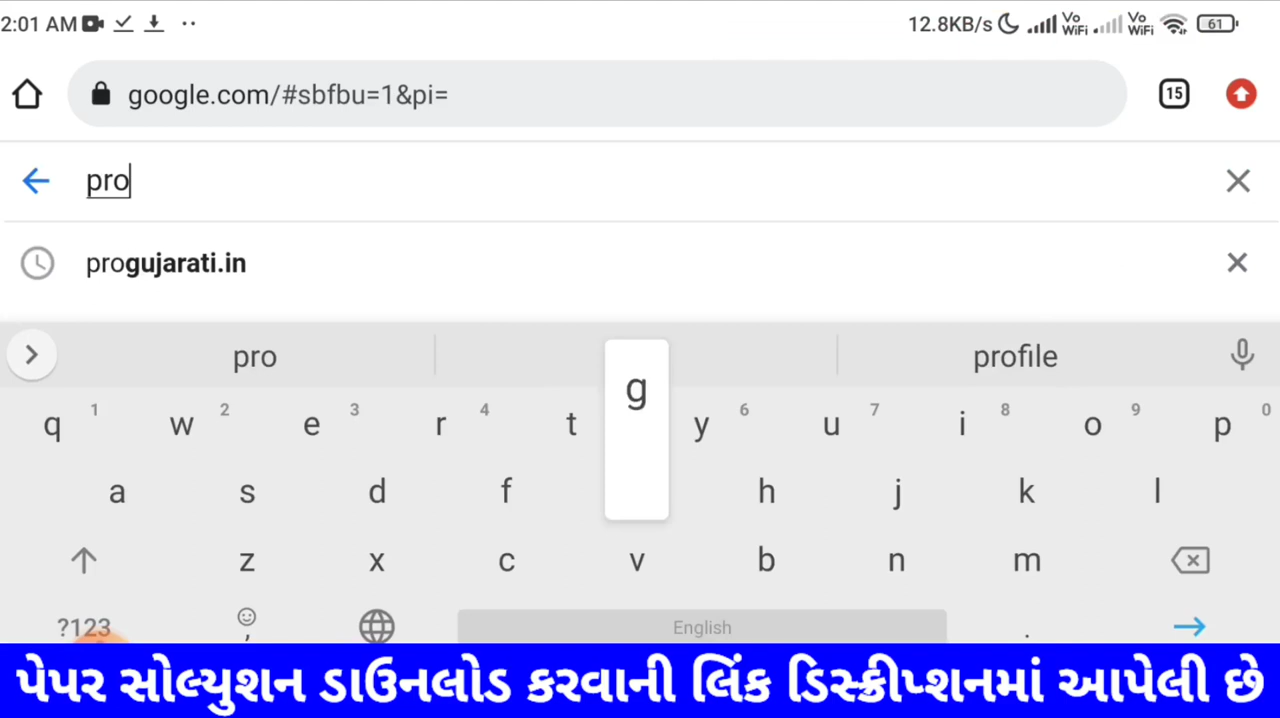 2:01 AM 12.8KB/s Vo WiFi Vo WiFi 61
google.com/#sbfbu=1&pi= 15
pro
progujarati.in
pro profile
g
q 1 w 2 e 3 r 4 t y 6 u 7 i 8 o 9 p 0
a s d f h j k l
z x c v b n m
?123 , English .
પેપર સોલ્યુશન ડાઉનલોડ કરવાની લિંક ડિસ્ક્રીપ્શનમાં આપેલી છે